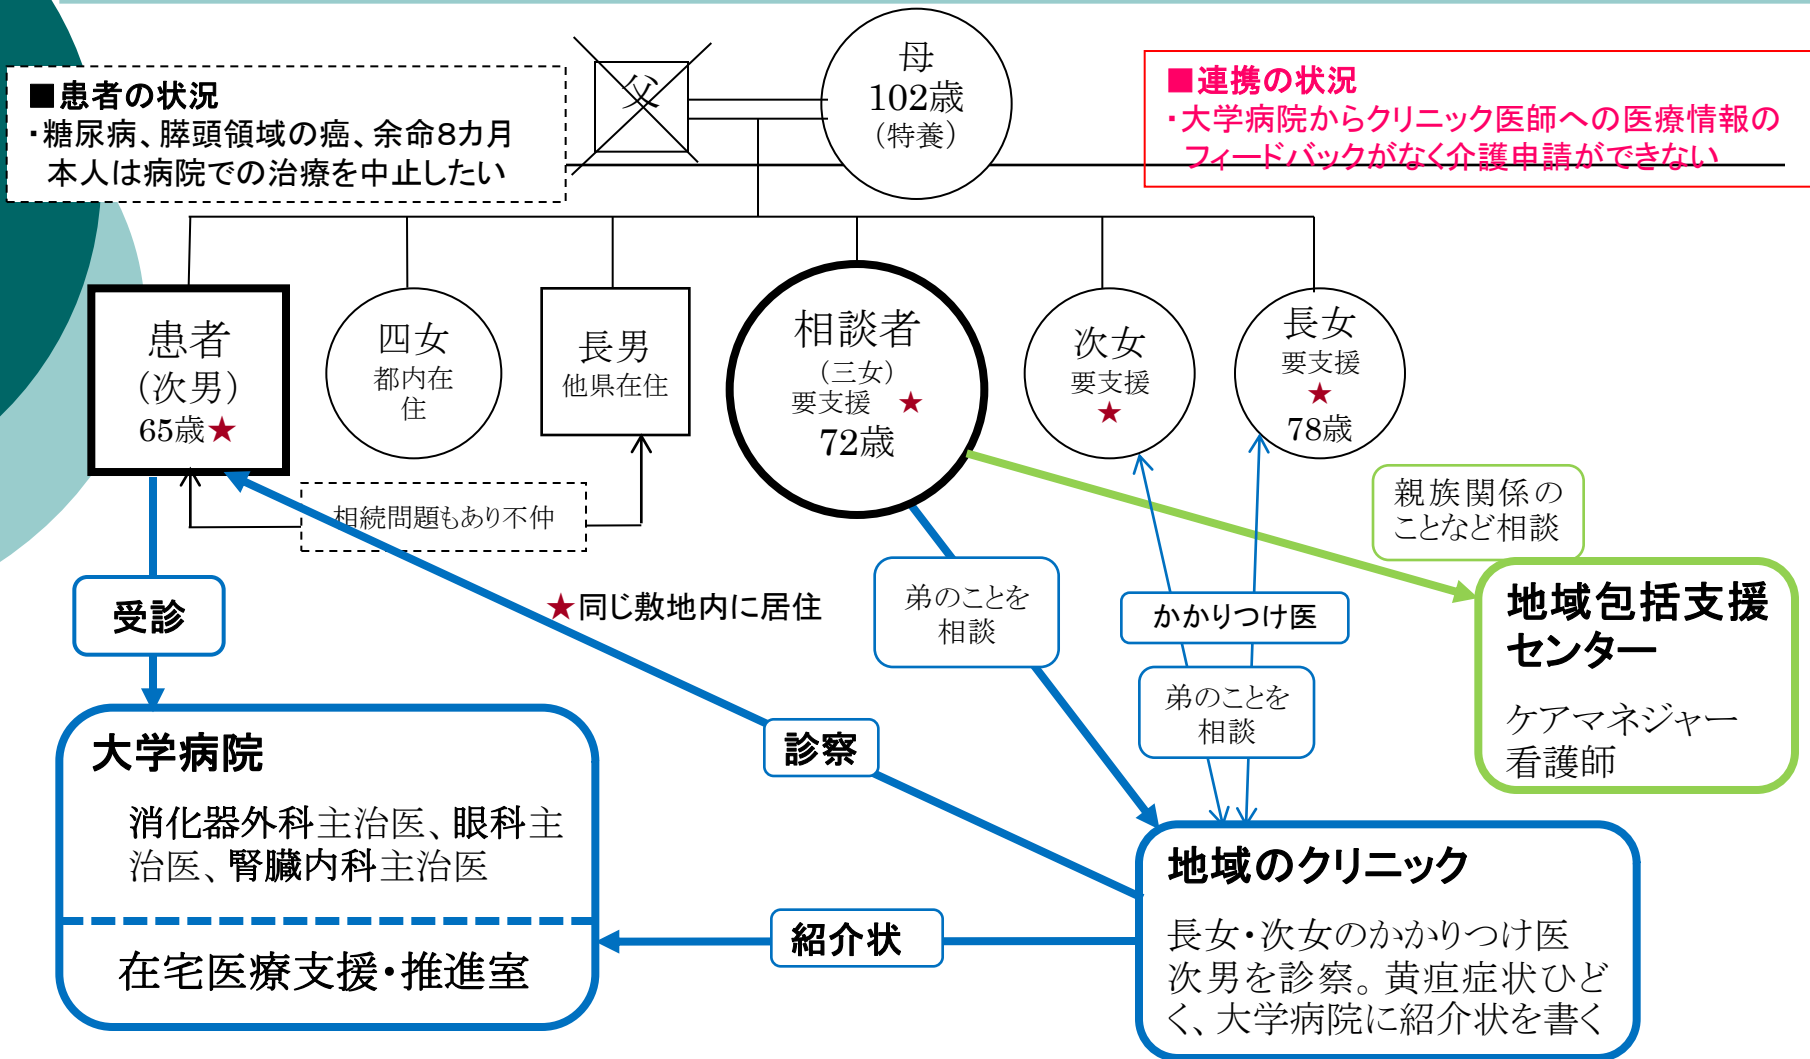 ■患者の状況
・糖尿病、膵頭領域の癌、余命8カ月
本人は病院での治療を中止したい
父
母
102歳
（特養）
■連携の状況
・大学病院からクリニック医師への医療情報の
フィードバックがなく介護申請ができない
患者
（次男）
65歳★
四女
都内在
住
長男
他県在住
相談者
（三女）
要支援 ★
72歳
次女
要支援
★
長女
要支援
★
78歳
相続問題もあり不仲
親族関係の
ことなど相談
受診
★同じ敷地内に居住
弟のことを
相談
かかりつけ医
弟のことを
相談
地域包括支援
センター
ケアマネジャー
看護師
大学病院
消化器外科主治医、眼科主
治医、腎臓内科主治医
在宅医療支援・推進室
診察
紹介状
地域のクリニック
長女・次女のかかりつけ医
次男を診察。黄疸症状ひど
く、大学病院に紹介状を書く